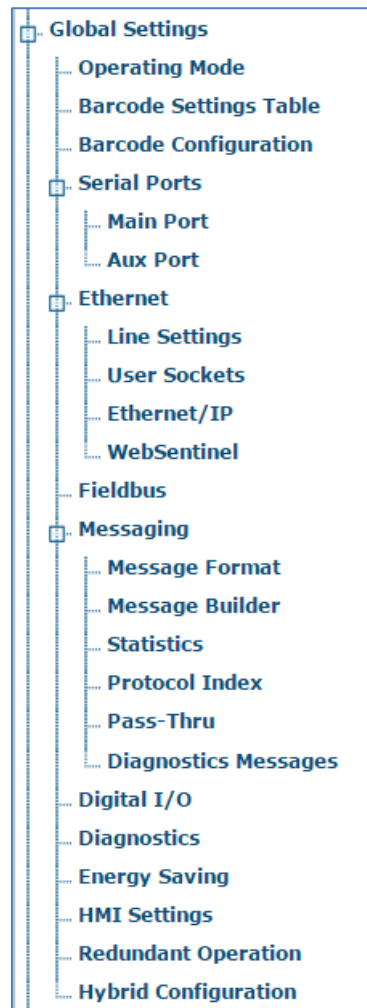 Global Settings
Operating Mode
Barcode Settings Table
Barcode Configuration
Serial Ports
Main Port
Aux Port
Ethernet
Line Settings
User Sockets
Ethernet/IP
WebSentinel
Fieldbus
Messaging
Message Format
Message Builder
Statistics
Protocol Index
Pass-Thru
Diagnostics Messages
Digital I/O
Diagnostics
Energy Saving
HMI Settings
Redundant Operation
Hybrid Configuration